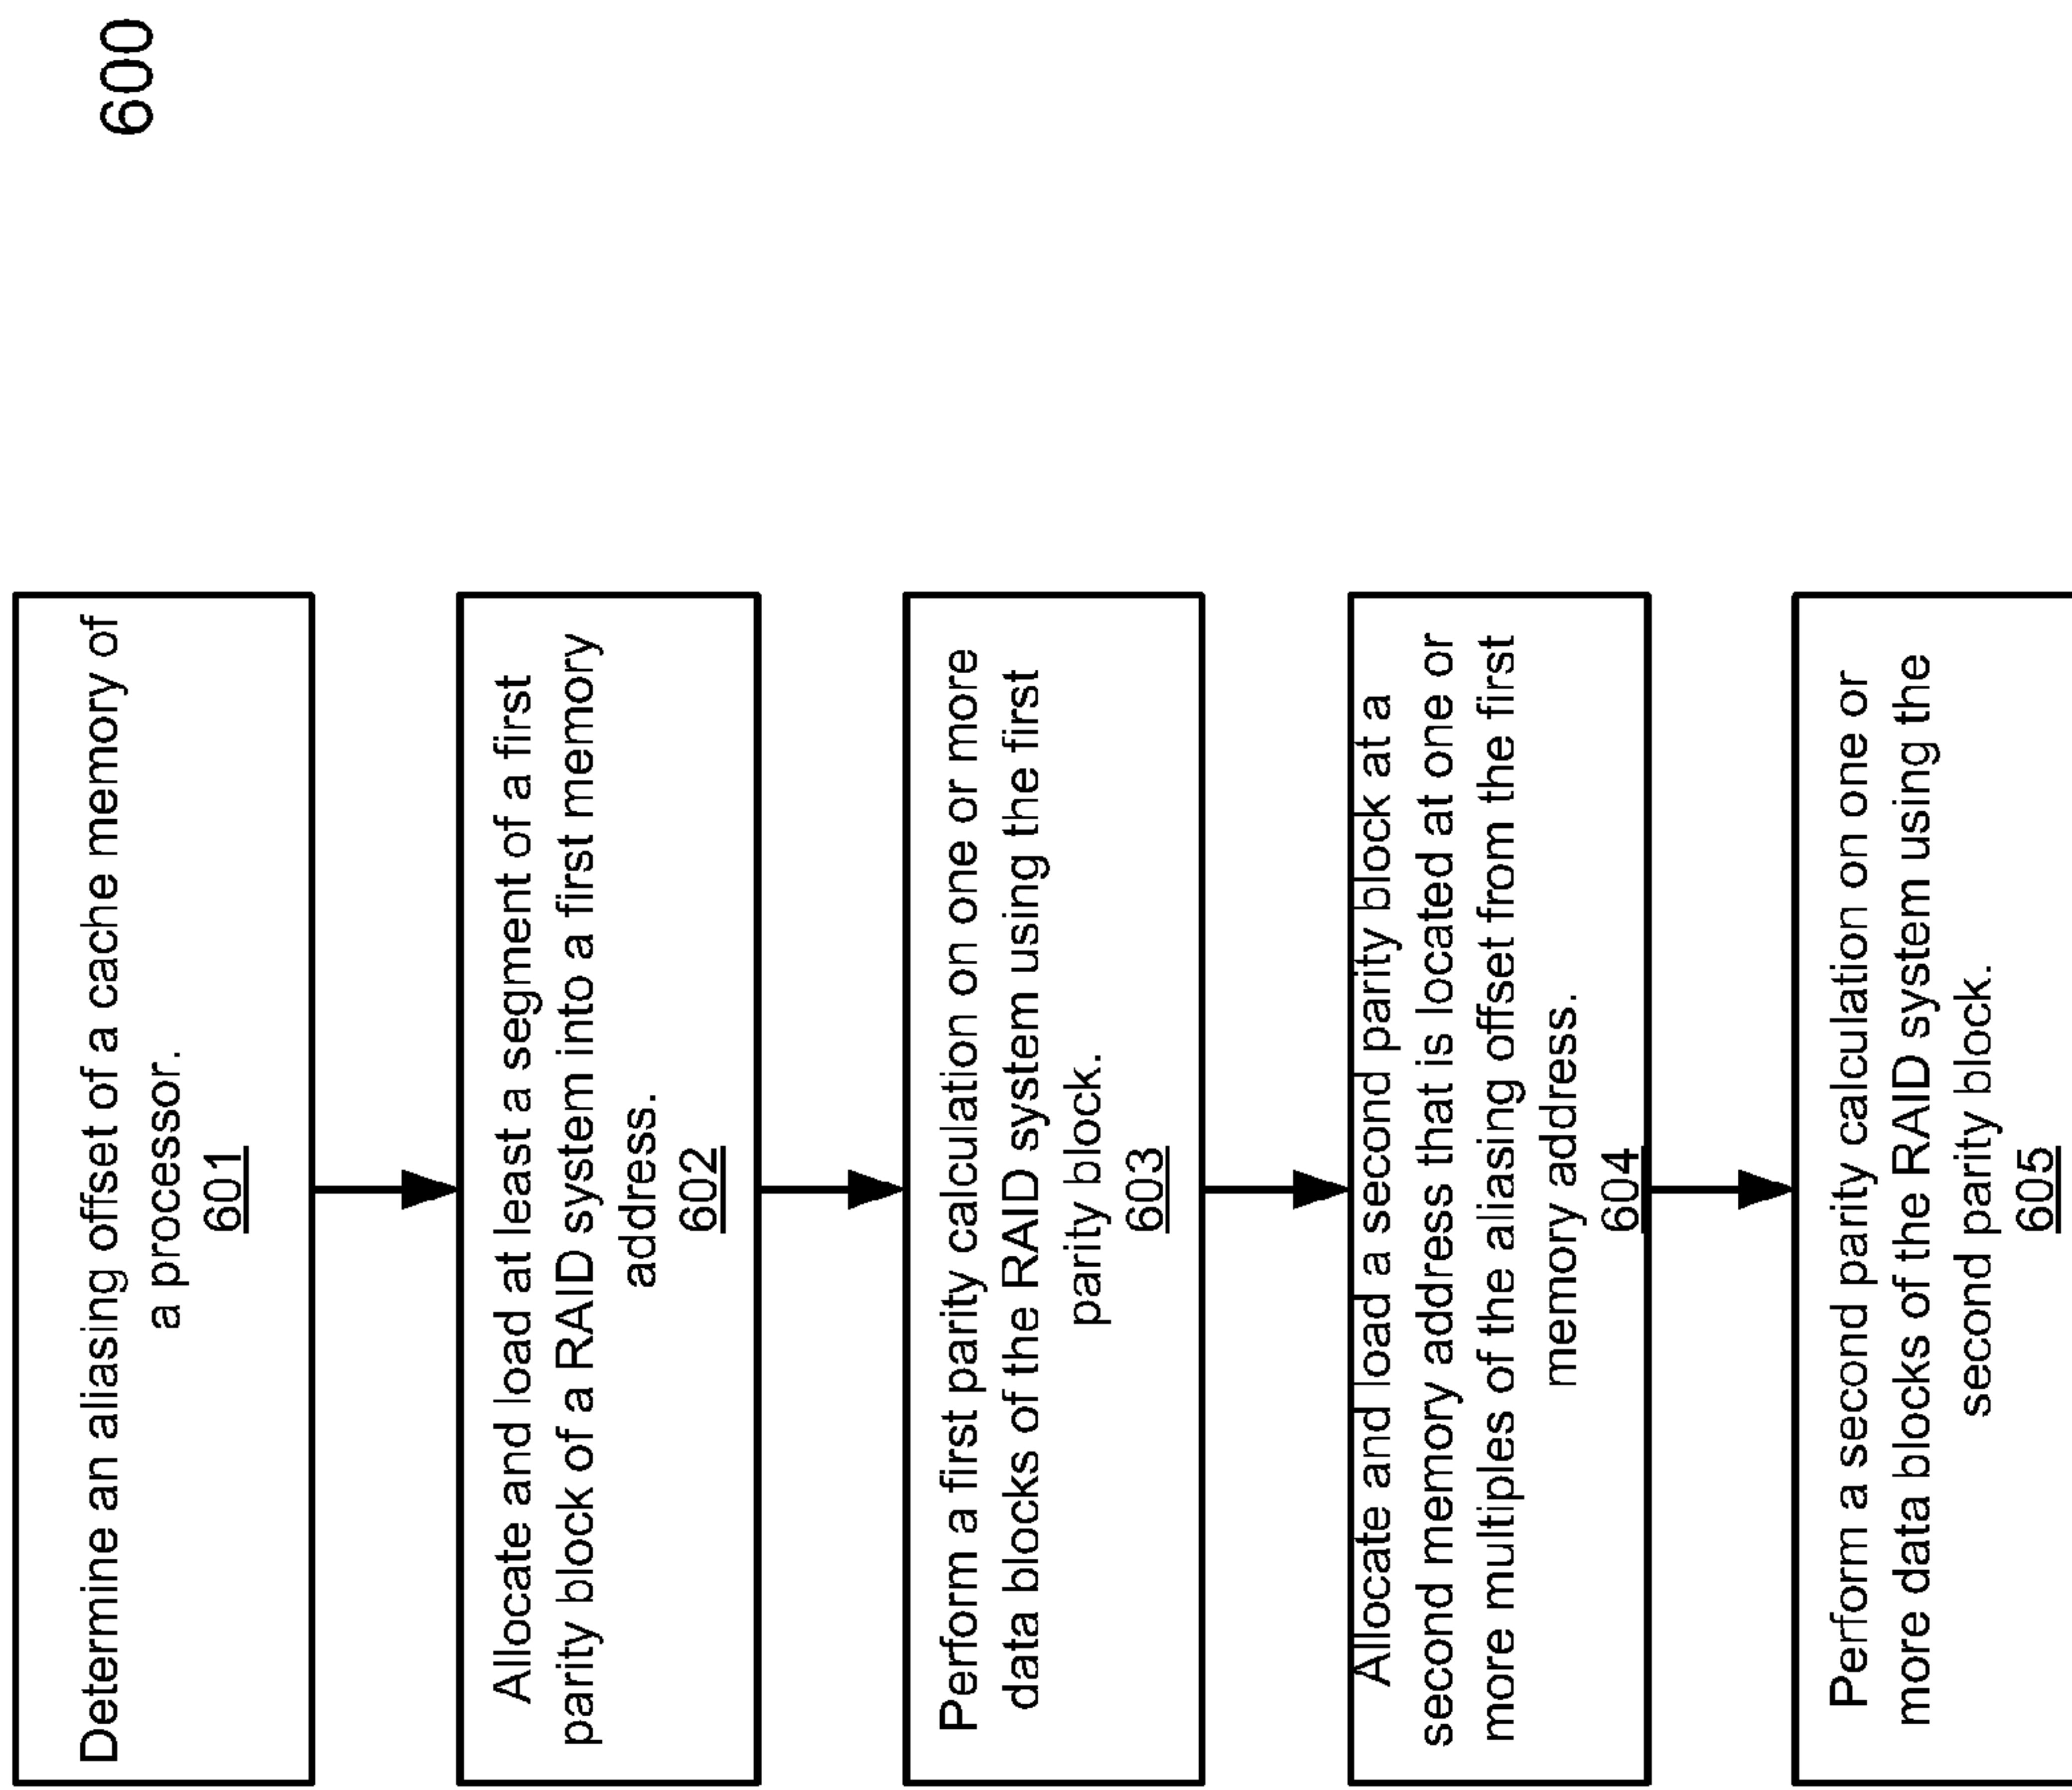 600
Determine an aliasing offset of a cache memory of
a processor.
601
Allocate and load at least a segment of a first
parity block of a RAID system into a first memory
address.
602
Perform a first parity calculation on one or more
data blocks of the RAID system using the first
parity block.
603
Allocate and load a second parity block at a
second memory address that is located at one or
more multiples of the aliasing offset from the first
memory address.
604
Perform a second parity calculation on one or
more data blocks of the RAID system using the
second parity block.
605